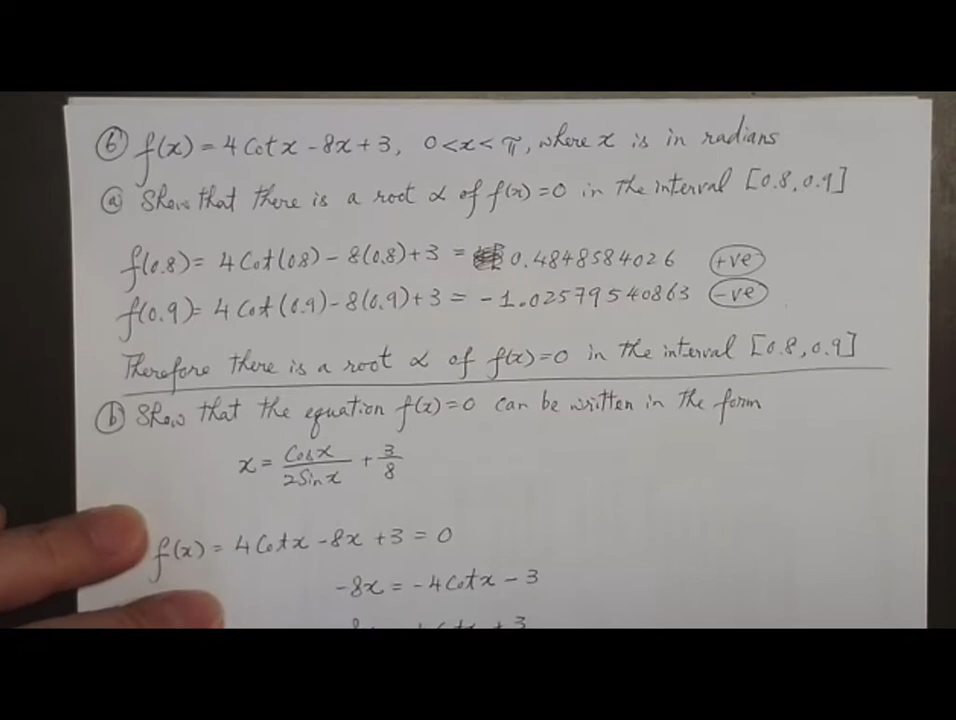 ⑥ f(x) = 4 Cot x - 8x + 3, 0 < x < π, where x is in radians
ⓐ Show that there is a root α of f(x) = 0 in the interval [0.8, 0.9]
f(0.8) = 4 Cot (0.8) - 8(0.8) + 3 = 0.4848584026 +ve
f(0.9) = 4 Cot (0.9) - 8(0.9) + 3 = -1.02579540863 -ve
Therefore there is a root α of f(x) = 0 in the interval [0.8, 0.9]
ⓑ Show that the equation f(x) = 0 can be written in the form
x = Cos x / 2 Sin x + 3/8
f(x) = 4 Cot x - 8x + 3 = 0
-8x = -4 Cot x - 3